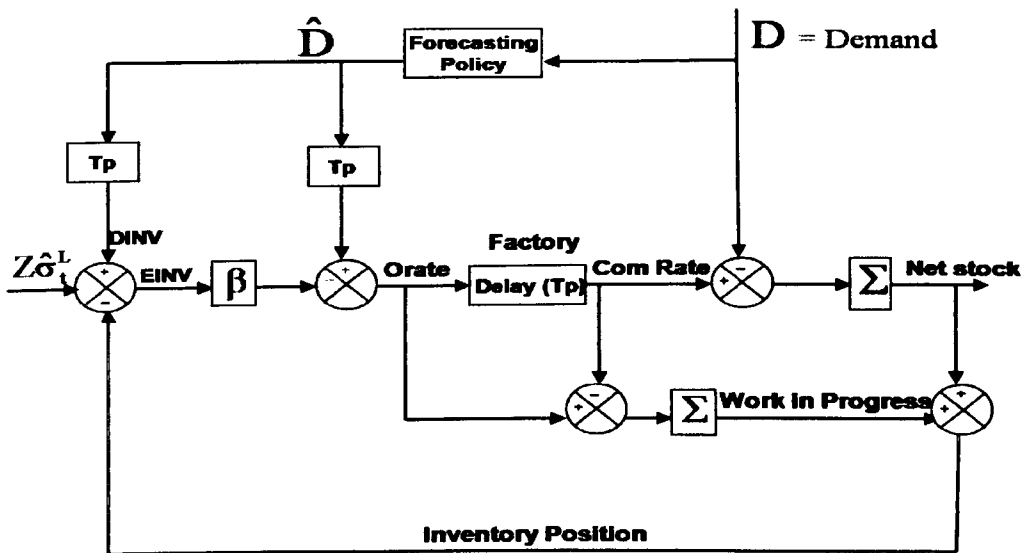 D̂
Forecasting
Policy
D = Demand
Tp
Tp
DINV
Zσ̂ₜᴸ
+
−
EINV
β
+
Orate
Factory
Delay (Tp)
Com Rate
−
+
Σ
Net stock
−
+
Σ
Work in Progress
+
+
Inventory Position